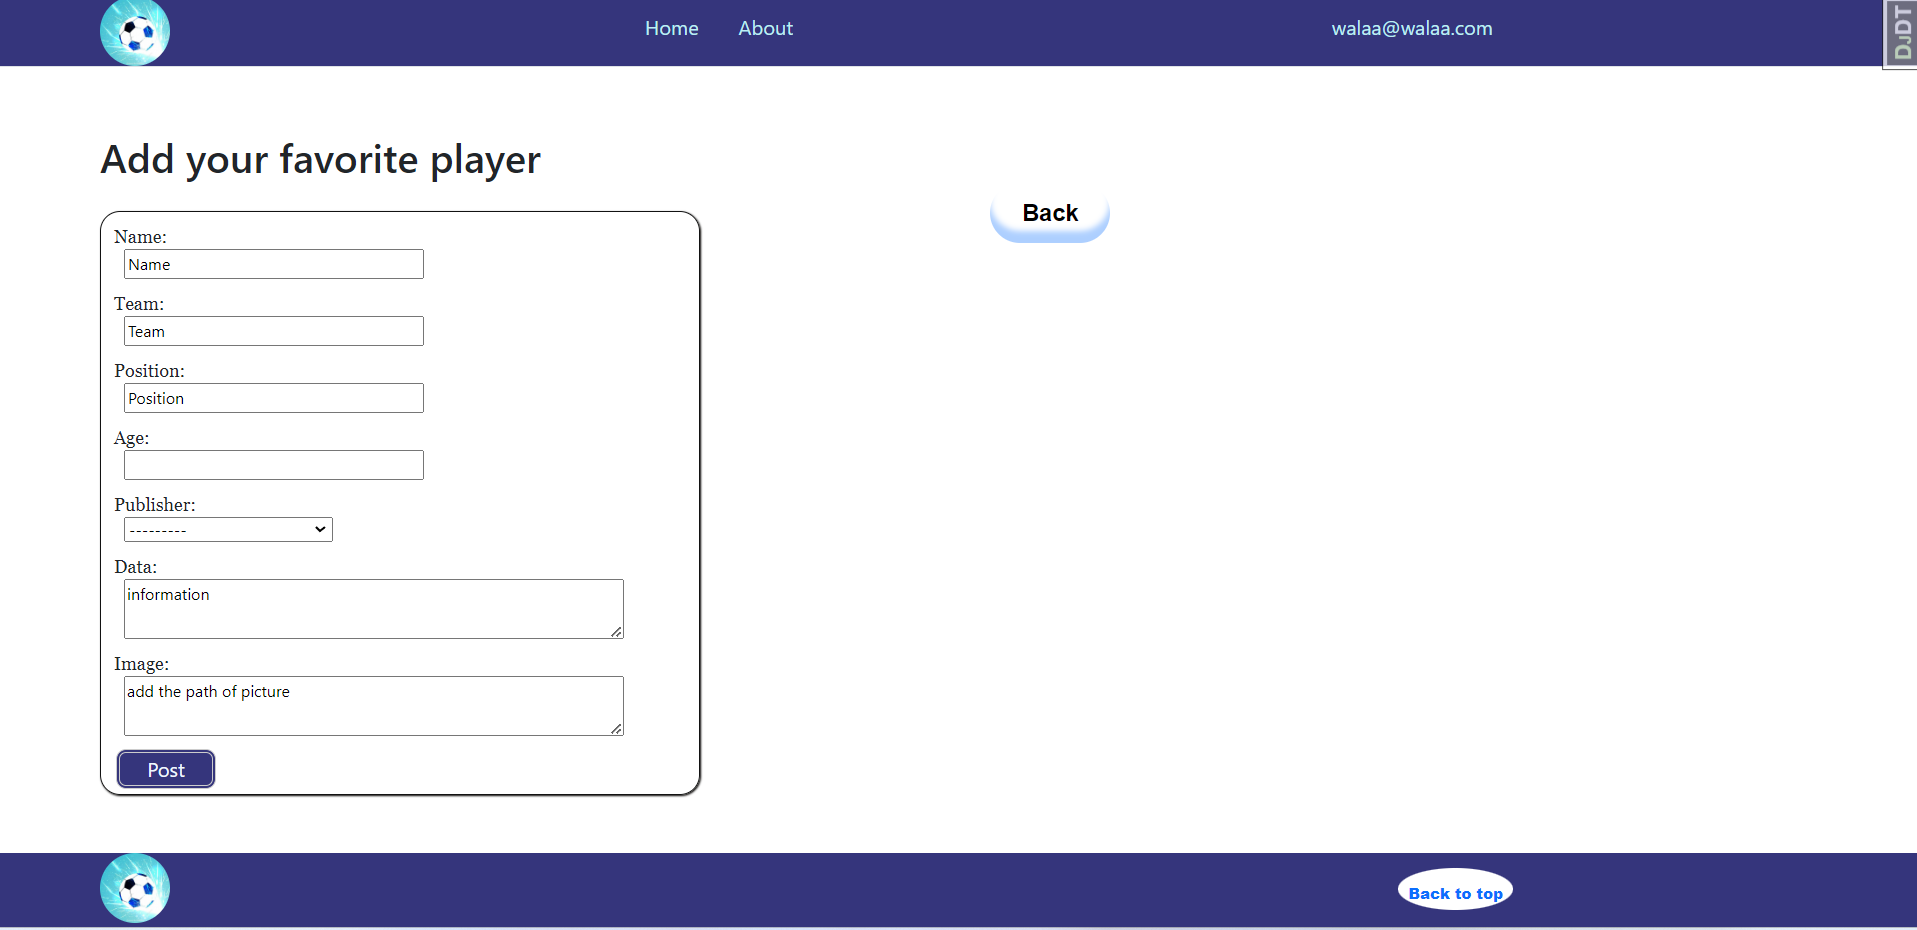 Home About walaa@walaa.com
DJDT
Add your favorite player
Back
Name:
Name
Team:
Team
Position:
Position
Age:
Publisher:
---------
Data:
information
Image:
add the path of picture
Post
Back to top